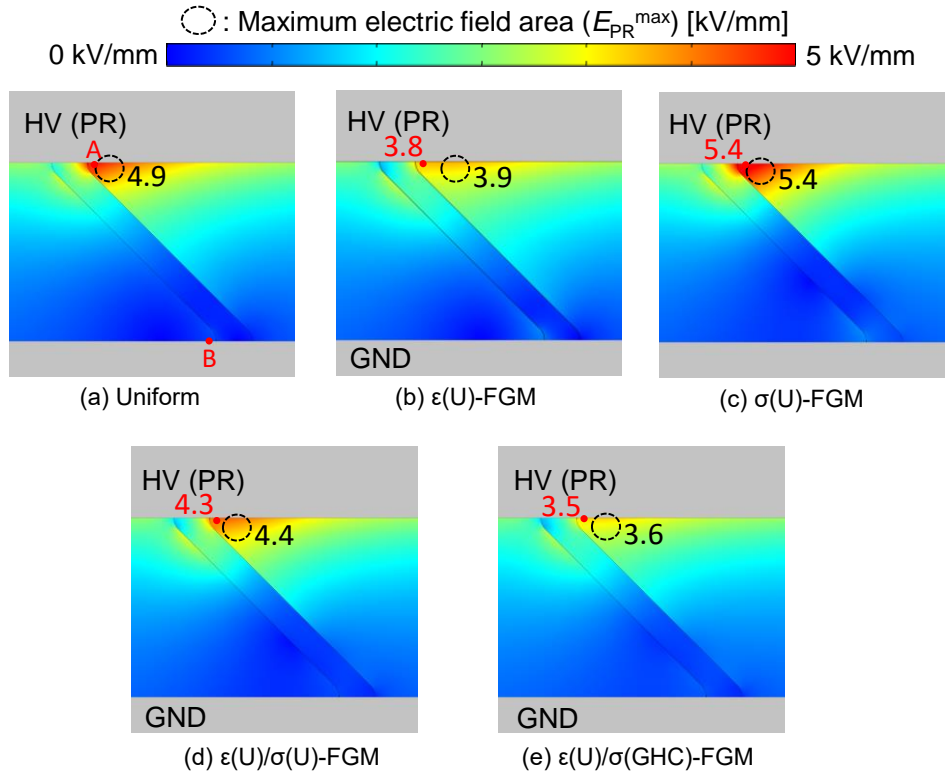 : Maximum electric field area (E_PR^max) [kV/mm]
0 kV/mm 5 kV/mm
HV (PR)
A
4.9
B
(a) Uniform
HV (PR)
3.8
3.9
GND
(b) ε(U)-FGM
HV (PR)
5.4
5.4
(c) σ(U)-FGM
HV (PR)
4.3
4.4
GND
(d) ε(U)/σ(U)-FGM
HV (PR)
3.5
3.6
GND
(e) ε(U)/σ(GHC)-FGM